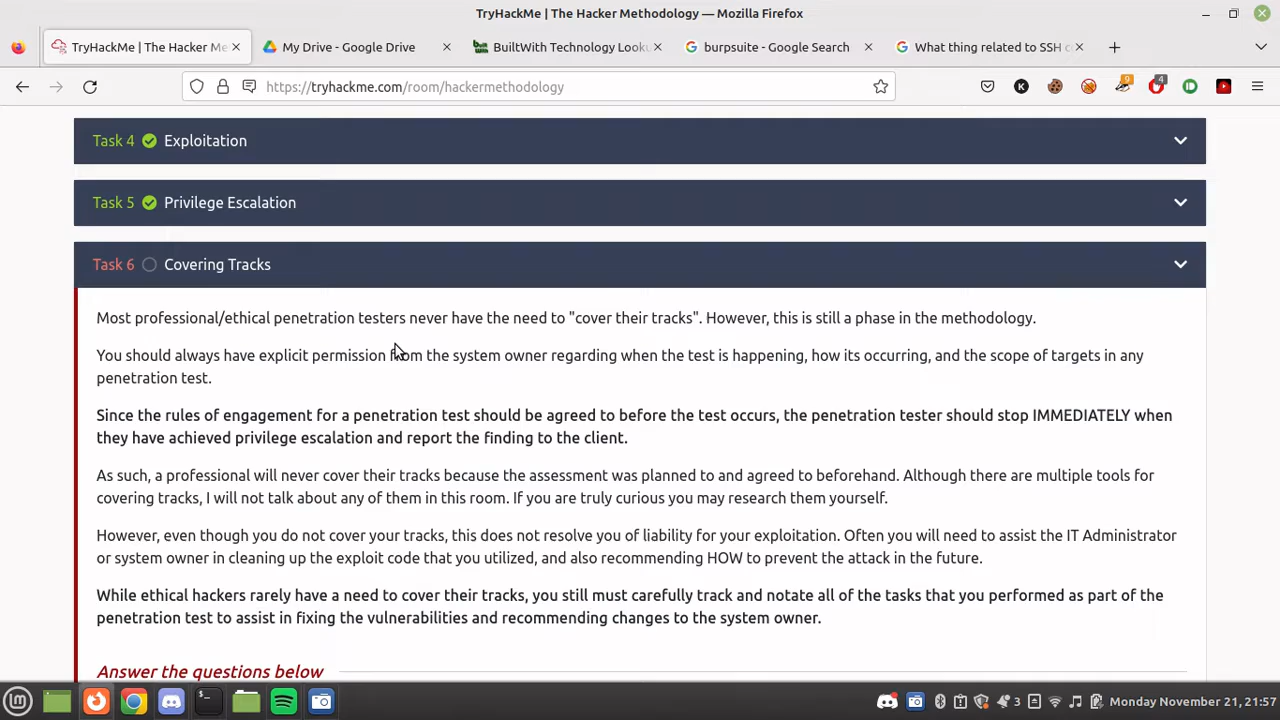 TryHackMe | The Hacker Methodology — Mozilla Firefox
TryHackMe | The Hacker Me
My Drive - Google Drive
BuiltWith Technology Look
burpsuite - Google Search
What thing related to SSH o
https://tryhackme.com/room/hackermethodology
K
9
4
Task 4 Exploitation
Task 5 Privilege Escalation
Task 6 Covering Tracks
Most professional/ethical penetration testers never have the need to "cover their tracks". However, this is still a phase in the methodology.
You should always have explicit permission from the system owner regarding when the test is happening, how its occurring, and the scope of targets in any
penetration test.
Since the rules of engagement for a penetration test should be agreed to before the test occurs, the penetration tester should stop IMMEDIATELY when
they have achieved privilege escalation and report the finding to the client.
As such, a professional will never cover their tracks because the assessment was planned to and agreed to beforehand. Although there are multiple tools for
covering tracks, I will not talk about any of them in this room. If you are truly curious you may research them yourself.
However, even though you do not cover your tracks, this does not resolve you of liability for your exploitation. Often you will need to assist the IT Administrator
or system owner in cleaning up the exploit code that you utilized, and also recommending HOW to prevent the attack in the future.
While ethical hackers rarely have a need to cover their tracks, you still must carefully track and notate all of the tasks that you performed as part of the
penetration test to assist in fixing the vulnerabilities and recommending changes to the system owner.
Answer the questions below
3
Monday November 21, 21:57